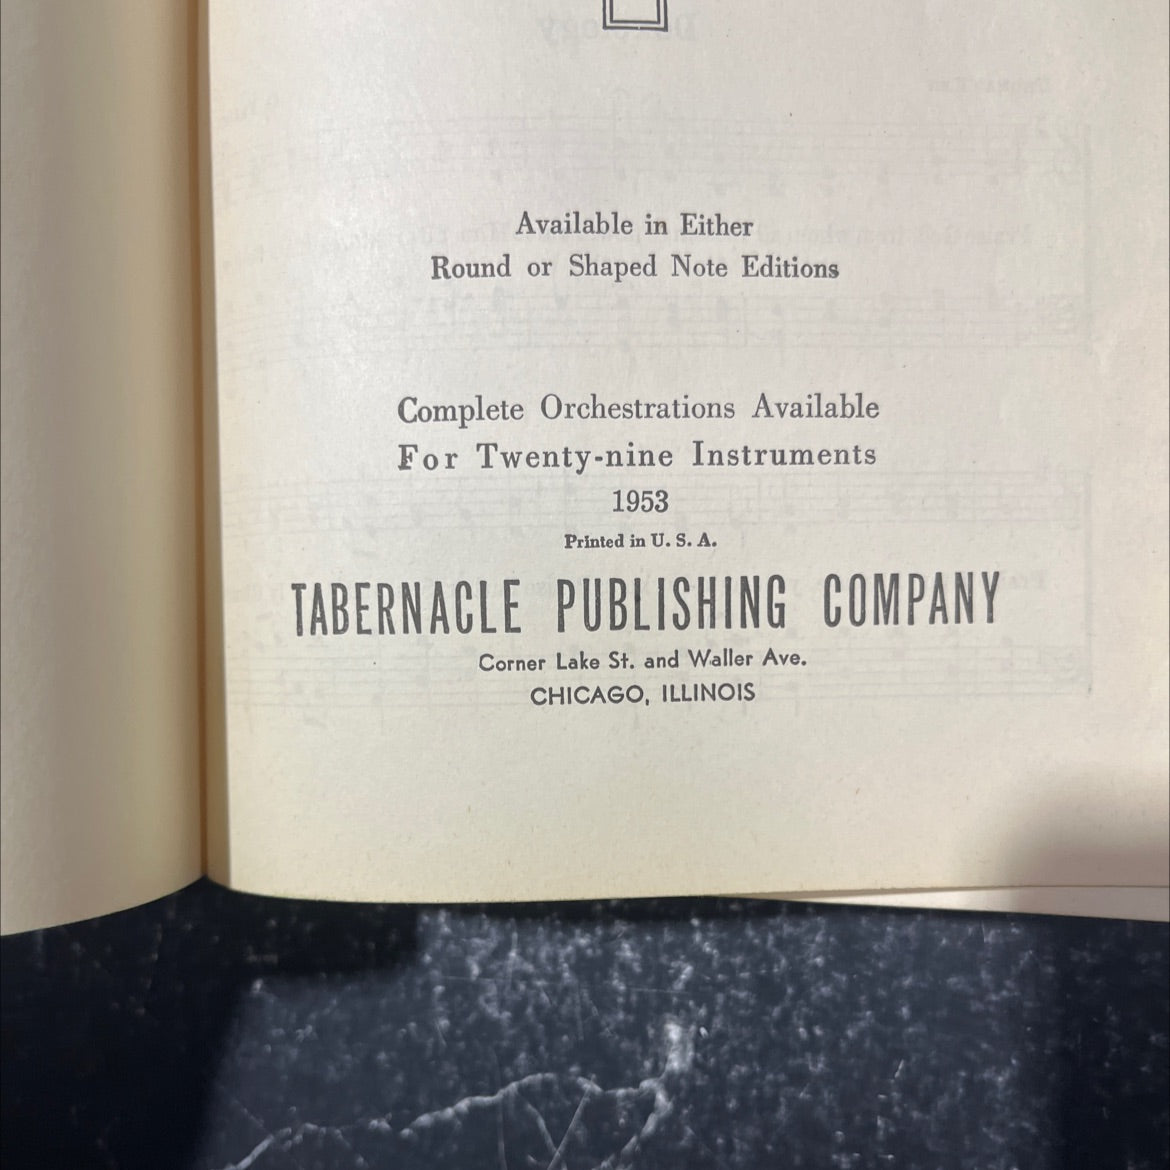 Available in Either
Round or Shaped Note Editions
Complete Orchestrations Available
For Twenty-nine Instruments
1953
Printed in U. S. A.
TABERNACLE PUBLISHING COMPANY
Corner Lake St. and Waller Ave.
CHICAGO, ILLINOIS